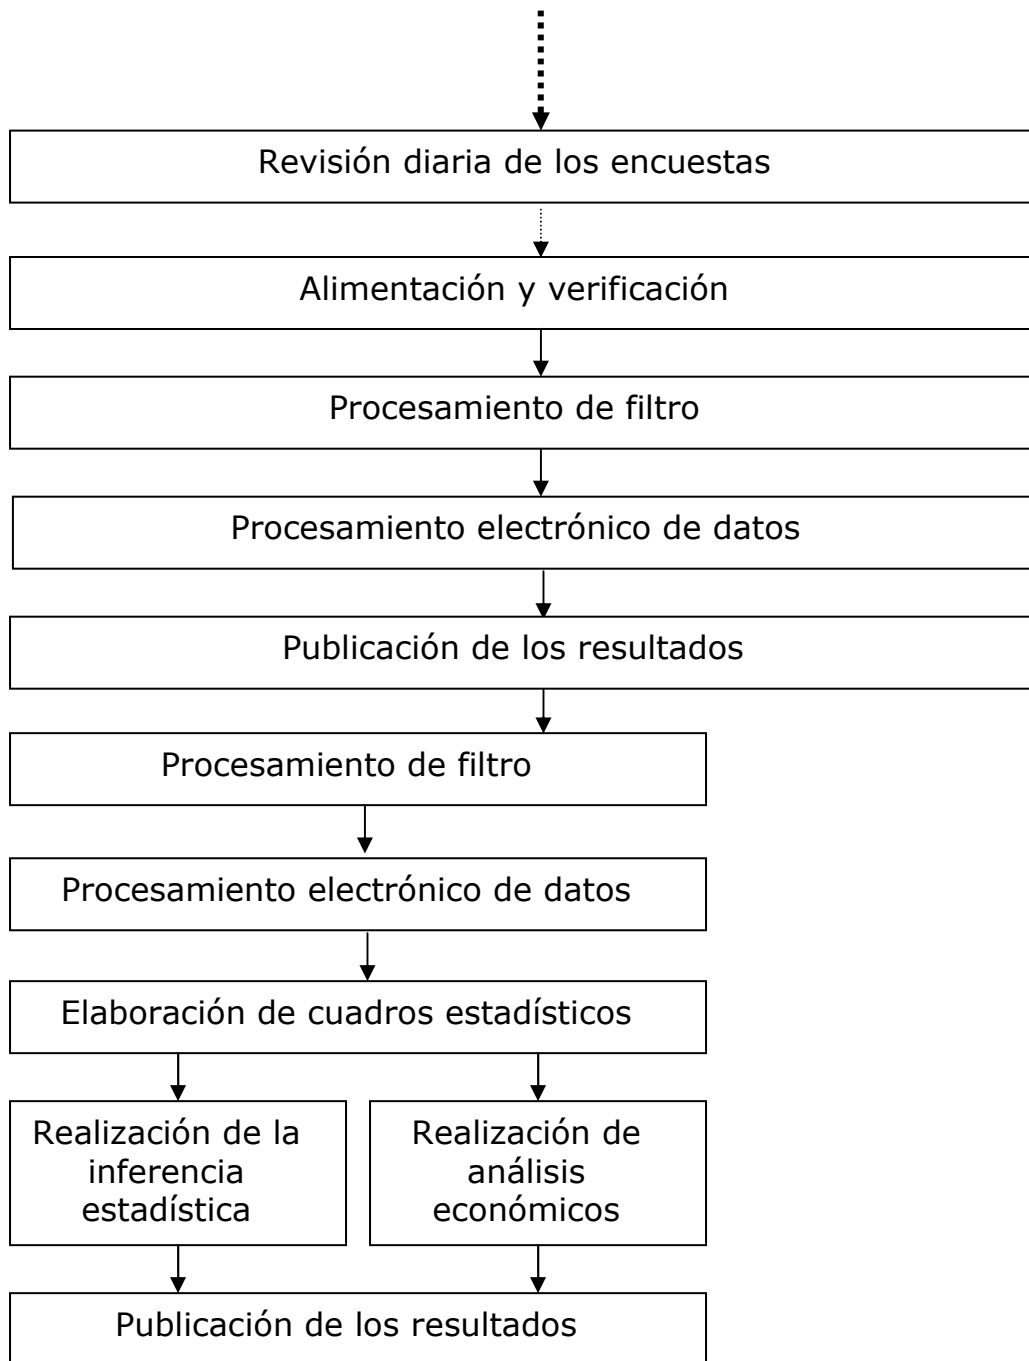 Revisión diaria de los encuestas
Alimentación y verificación
Procesamiento de filtro
Procesamiento electrónico de datos
Publicación de los resultados
Procesamiento de filtro
Procesamiento electrónico de datos
Elaboración de cuadros estadísticos
Realización de la
inferencia
estadística
Realización de
análisis
económicos
Publicación de los resultados